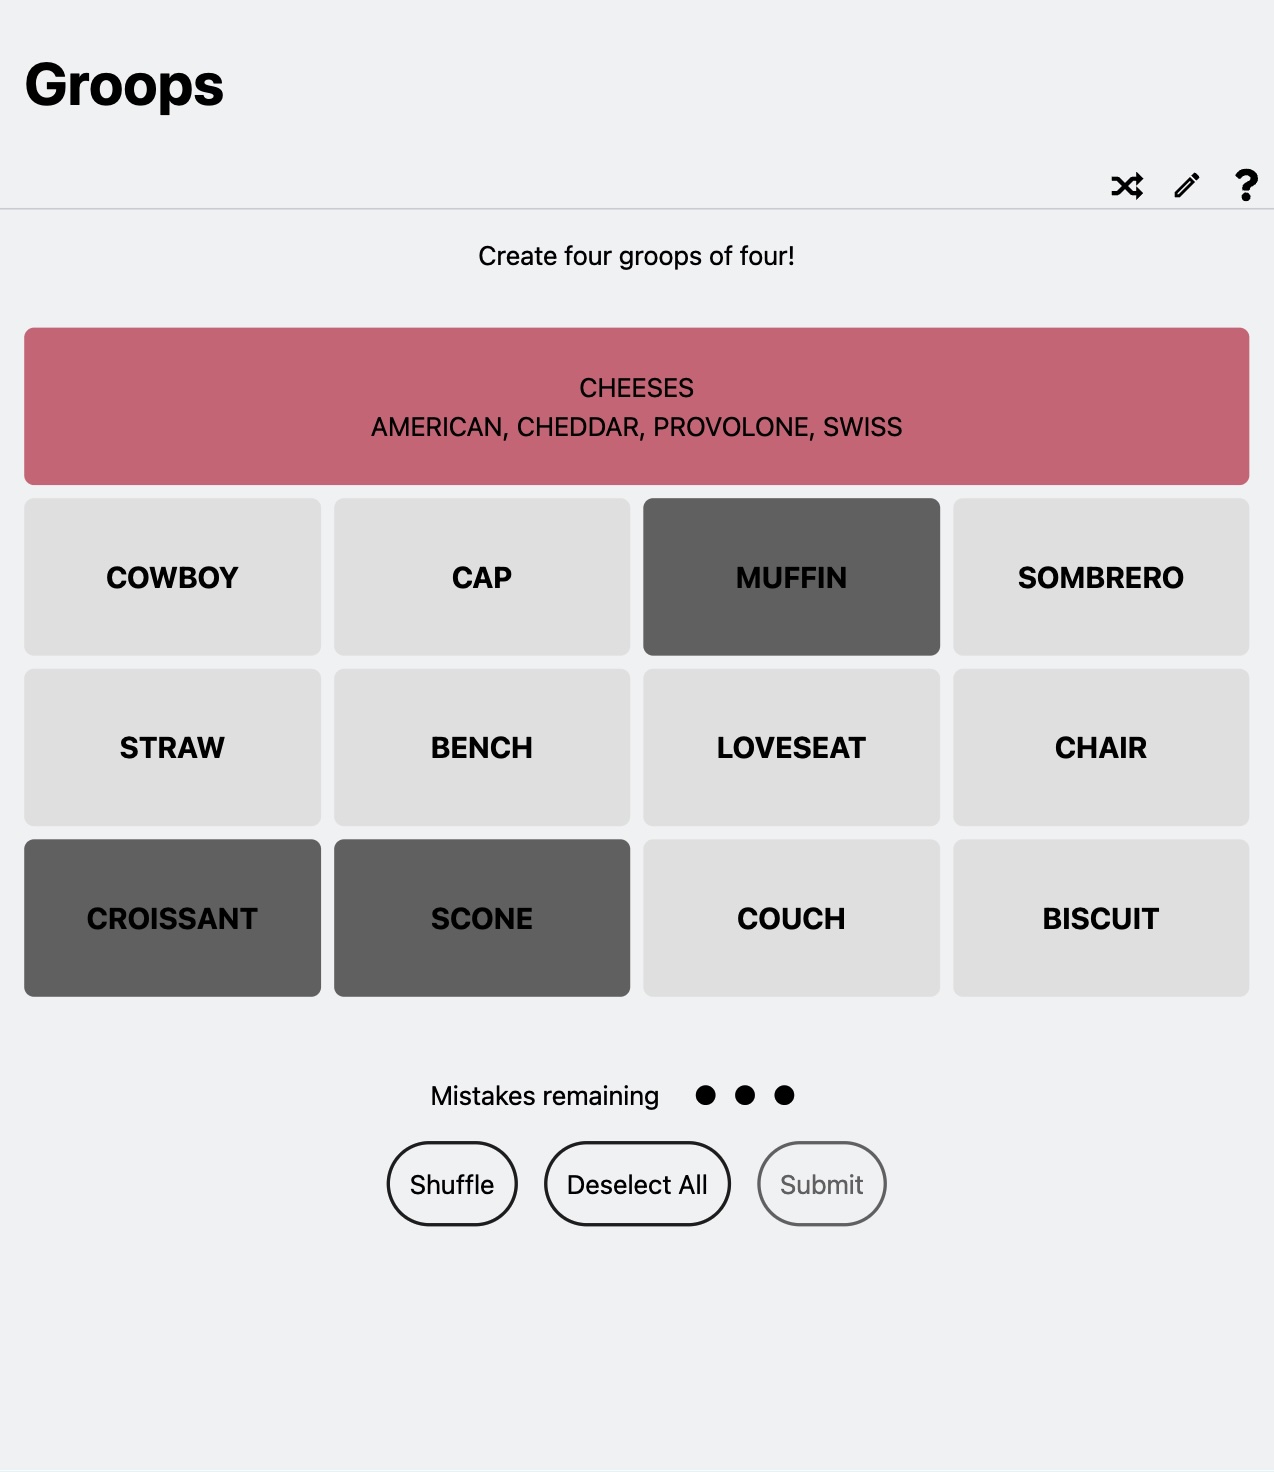 Groops
?
Create four groops of four!
CHEESES
AMERICAN, CHEDDAR, PROVOLONE, SWISS
COWBOY CAP MUFFIN SOMBRERO
STRAW BENCH LOVESEAT CHAIR
CROISSANT SCONE COUCH BISCUIT
Mistakes remaining
Shuffle Deselect All Submit